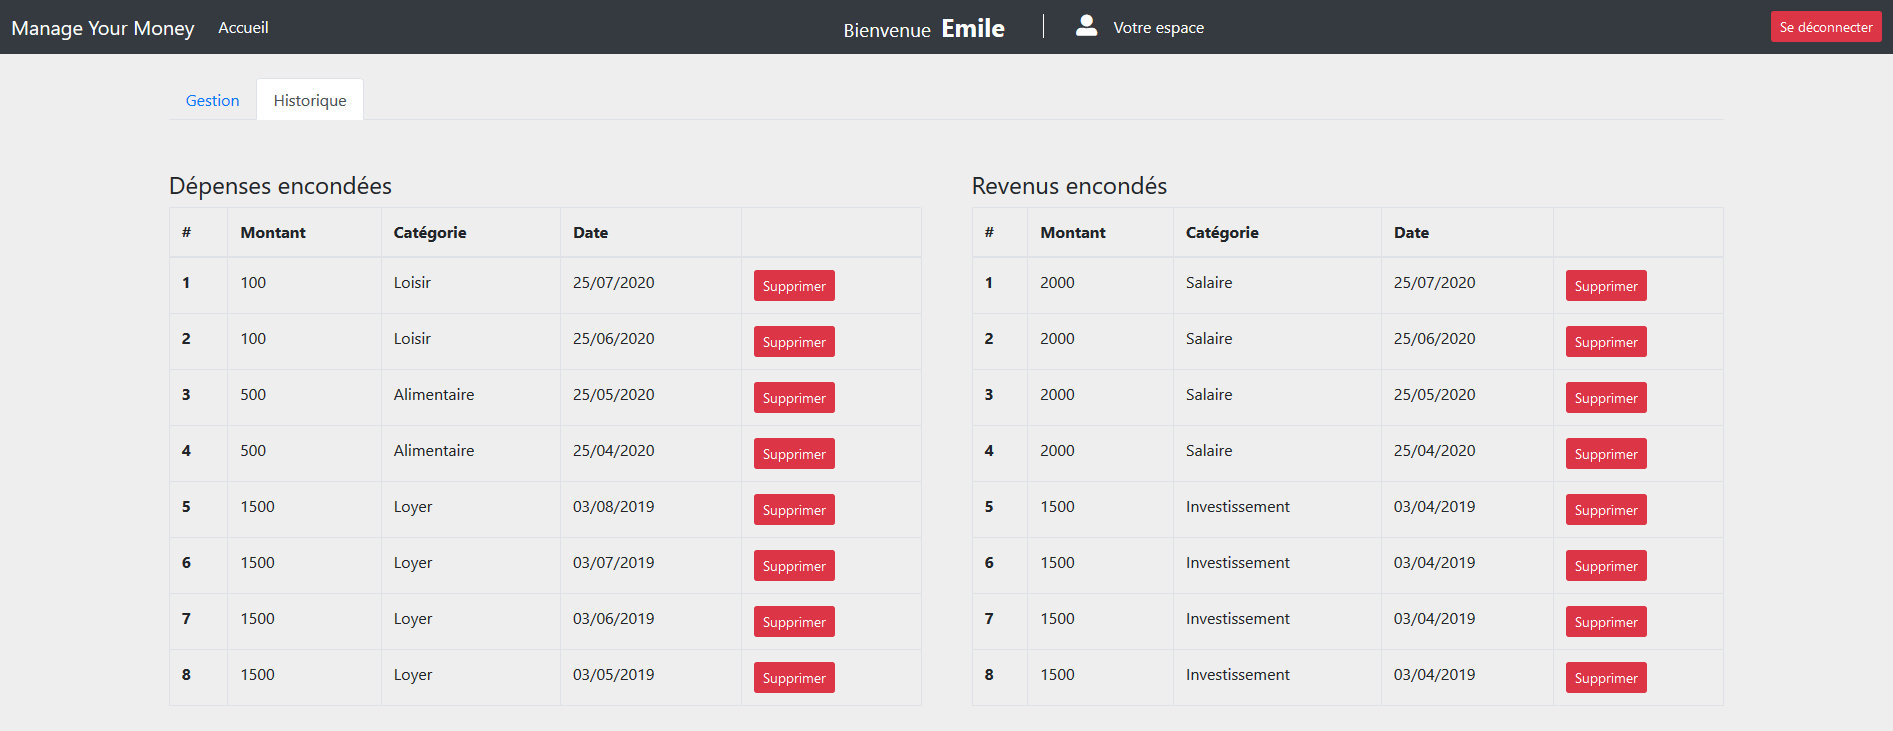 Manage Your Money Accueil Bienvenue Emile Votre espace Se déconnecter
Gestion Historique
Dépenses encondées
# Montant Catégorie Date
1 100 Loisir 25/07/2020 Supprimer
2 100 Loisir 25/06/2020 Supprimer
3 500 Alimentaire 25/05/2020 Supprimer
4 500 Alimentaire 25/04/2020 Supprimer
5 1500 Loyer 03/08/2019 Supprimer
6 1500 Loyer 03/07/2019 Supprimer
7 1500 Loyer 03/06/2019 Supprimer
8 1500 Loyer 03/05/2019 Supprimer
Revenus encondés
# Montant Catégorie Date
1 2000 Salaire 25/07/2020 Supprimer
2 2000 Salaire 25/06/2020 Supprimer
3 2000 Salaire 25/05/2020 Supprimer
4 2000 Salaire 25/04/2020 Supprimer
5 1500 Investissement 03/04/2019 Supprimer
6 1500 Investissement 03/04/2019 Supprimer
7 1500 Investissement 03/04/2019 Supprimer
8 1500 Investissement 03/04/2019 Supprimer